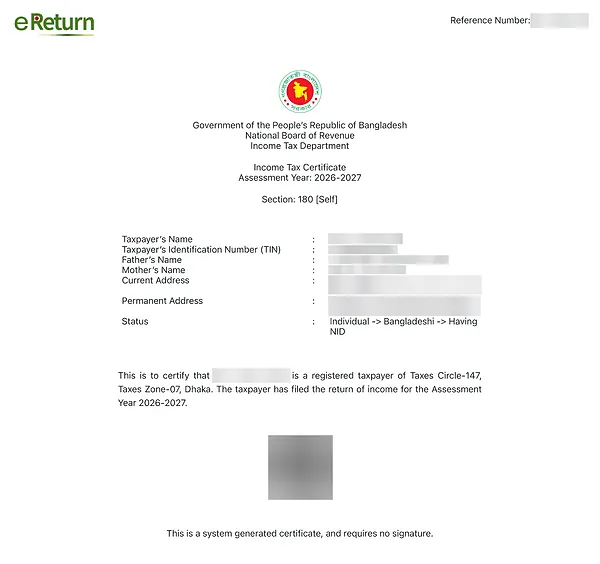 eReturn
Reference Number:
গণপ্রজাতন্ত্রী বাংলাদেশ
সরকার
Government of the People's Republic of Bangladesh
National Board of Revenue
Income Tax Department
Income Tax Certificate
Assessment Year: 2026-2027
Section: 180 [Self]
Taxpayer's Name :
Taxpayer's Identification Number (TIN) :
Father's Name :
Mother's Name :
Current Address :
Permanent Address :
Status : Individual -> Bangladeshi -> Having
NID
This is to certify that is a registered taxpayer of Taxes Circle-147,
Taxes Zone-07, Dhaka. The taxpayer has filed the return of income for the Assessment
Year 2026-2027.
This is a system generated certificate, and requires no signature.